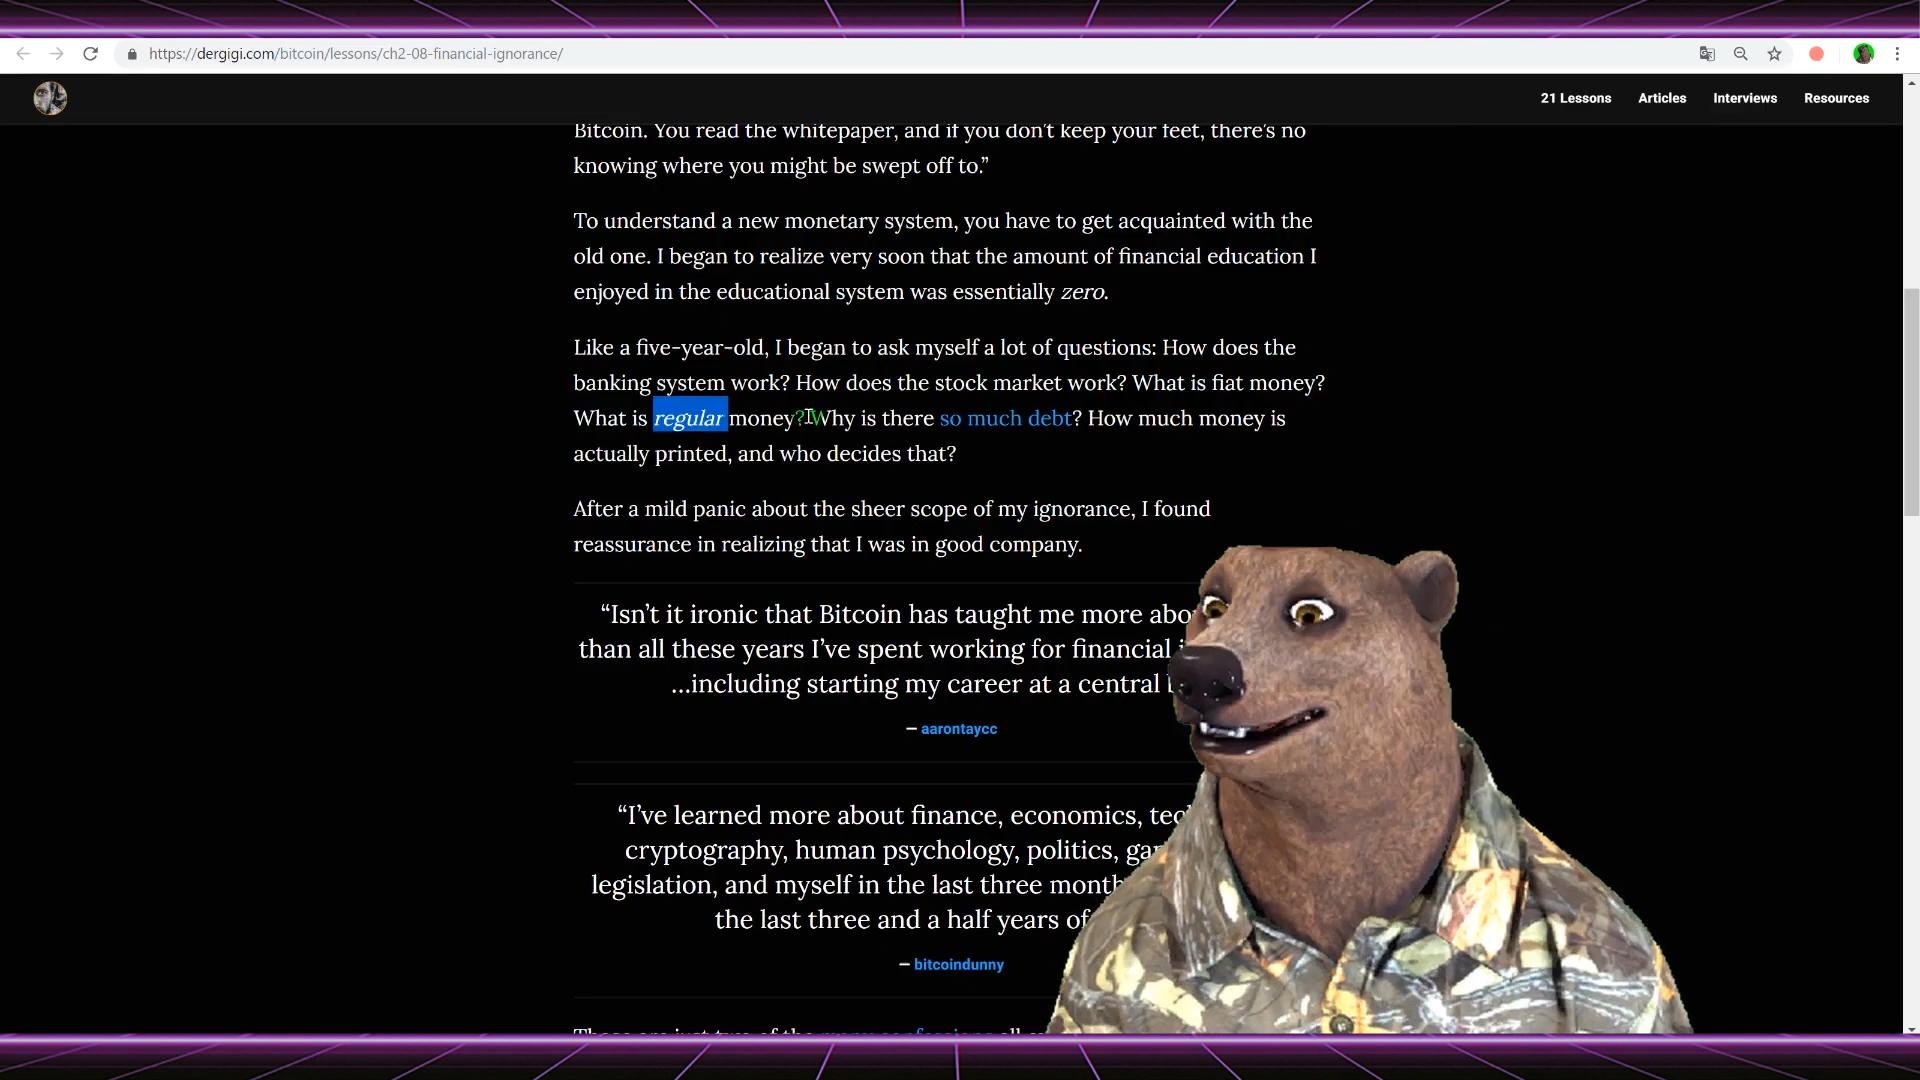 https://dergigi.com/bitcoin/lessons/ch2-08-financial-ignorance/
21 Lessons Articles Interviews Resources
Bitcoin. You read the whitepaper, and if you don’t keep your feet, there’s no
knowing where you might be swept off to.”
To understand a new monetary system, you have to get acquainted with the
old one. I began to realize very soon that the amount of financial education I
enjoyed in the educational system was essentially zero.
Like a five-year-old, I began to ask myself a lot of questions: How does the
banking system work? How does the stock market work? What is fiat money?
What is regular money? Why is there so much debt? How much money is
actually printed, and who decides that?
After a mild panic about the sheer scope of my ignorance, I found
reassurance in realizing that I was in good company.
“Isn’t it ironic that Bitcoin has taught me more
than all these years I’ve spent working for financial
...including starting my career at a central
— aarontaycc
“I’ve learned more about finance, economics,
cryptography, human psychology, politics,
legislation, and myself in the last three
the last three and a half years of
— bitcoindunny